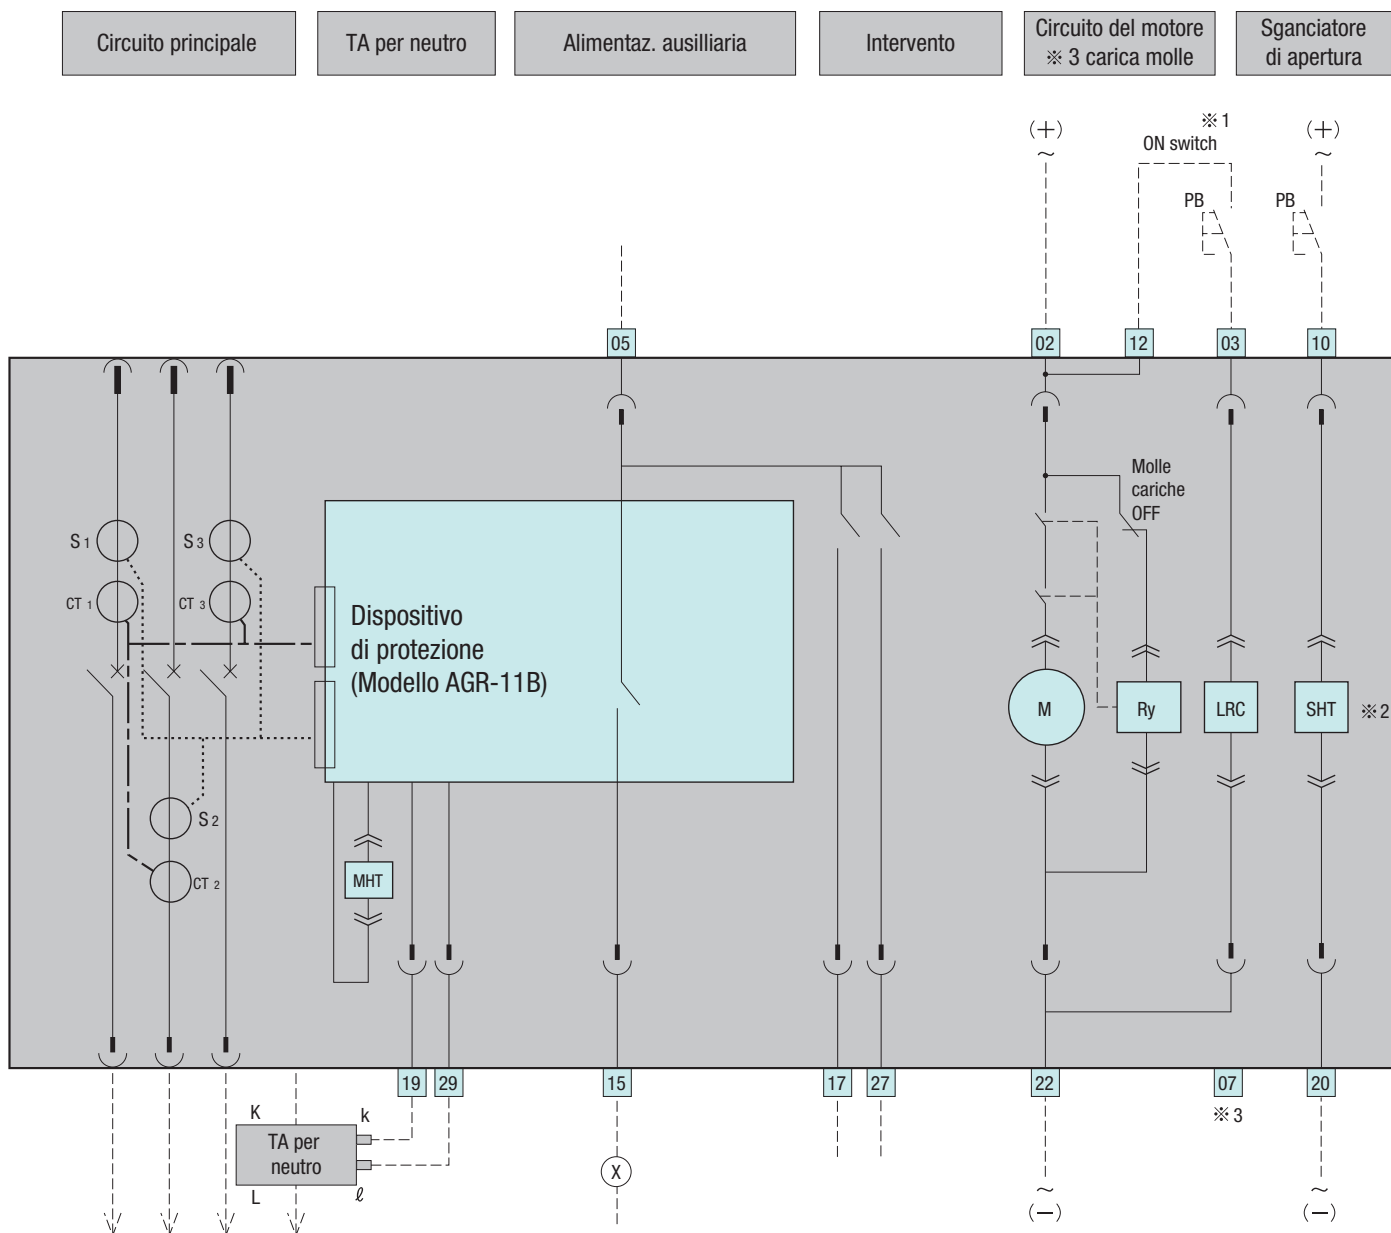 Circuito principale
TA per neutro
Alimentaz. ausilliaria
Intervento
Circuito del motore
※ 3 carica molle
Sganciatore
di apertura
(+)
~
※ 1
ON switch
(+)
~
PB
PB
05
02
12
03
10
Molle
cariche
OFF
S 1
S 3
CT 1
CT 3
Dispositivo
di protezione
(Modello AGR-11B)
M
Ry
LRC
SHT
※ 2
S 2
CT 2
MHT
19
29
15
17
27
22
07
20
※ 3
K
k
TA per
neutro
L
ℓ
X
~
(—)
~
(—)